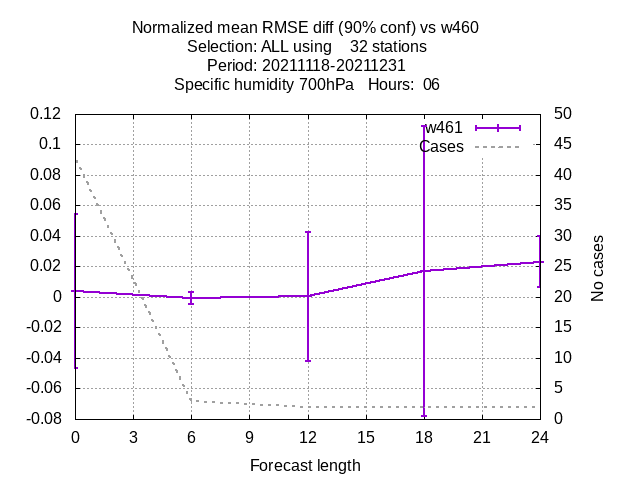 Normalized mean RMSE diff (90% conf) vs w460
Selection: ALL using    32 stations
Period: 20211118-20211231
Specific humidity 700hPa   Hours:  06
w461
Cases
0.12
0.1
0.08
0.06
0.04
0.02
0
-0.02
-0.04
-0.06
-0.08
50
45
40
35
30
25
20
15
10
5
0
No cases
0 3 6 9 12 15 18 21 24
Forecast length